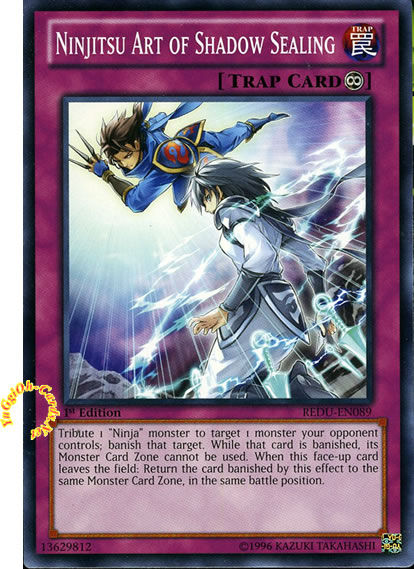 NINJITSU ART OF SHADOW SEALING
TRAP
罠
[TRAP CARD]
1st Edition
REDU-EN089
Tribute 1 "Ninja" monster to target 1 monster your opponent
controls; banish that target. While that card is banished, its
Monster Card Zone cannot be used. When this face-up card
leaves the field: Return the card banished by this effect to the
same Monster Card Zone, in the same battle position.
13629812
©1996 KAZUKI TAKAHASHI
YuGgiOh-Cards.Net